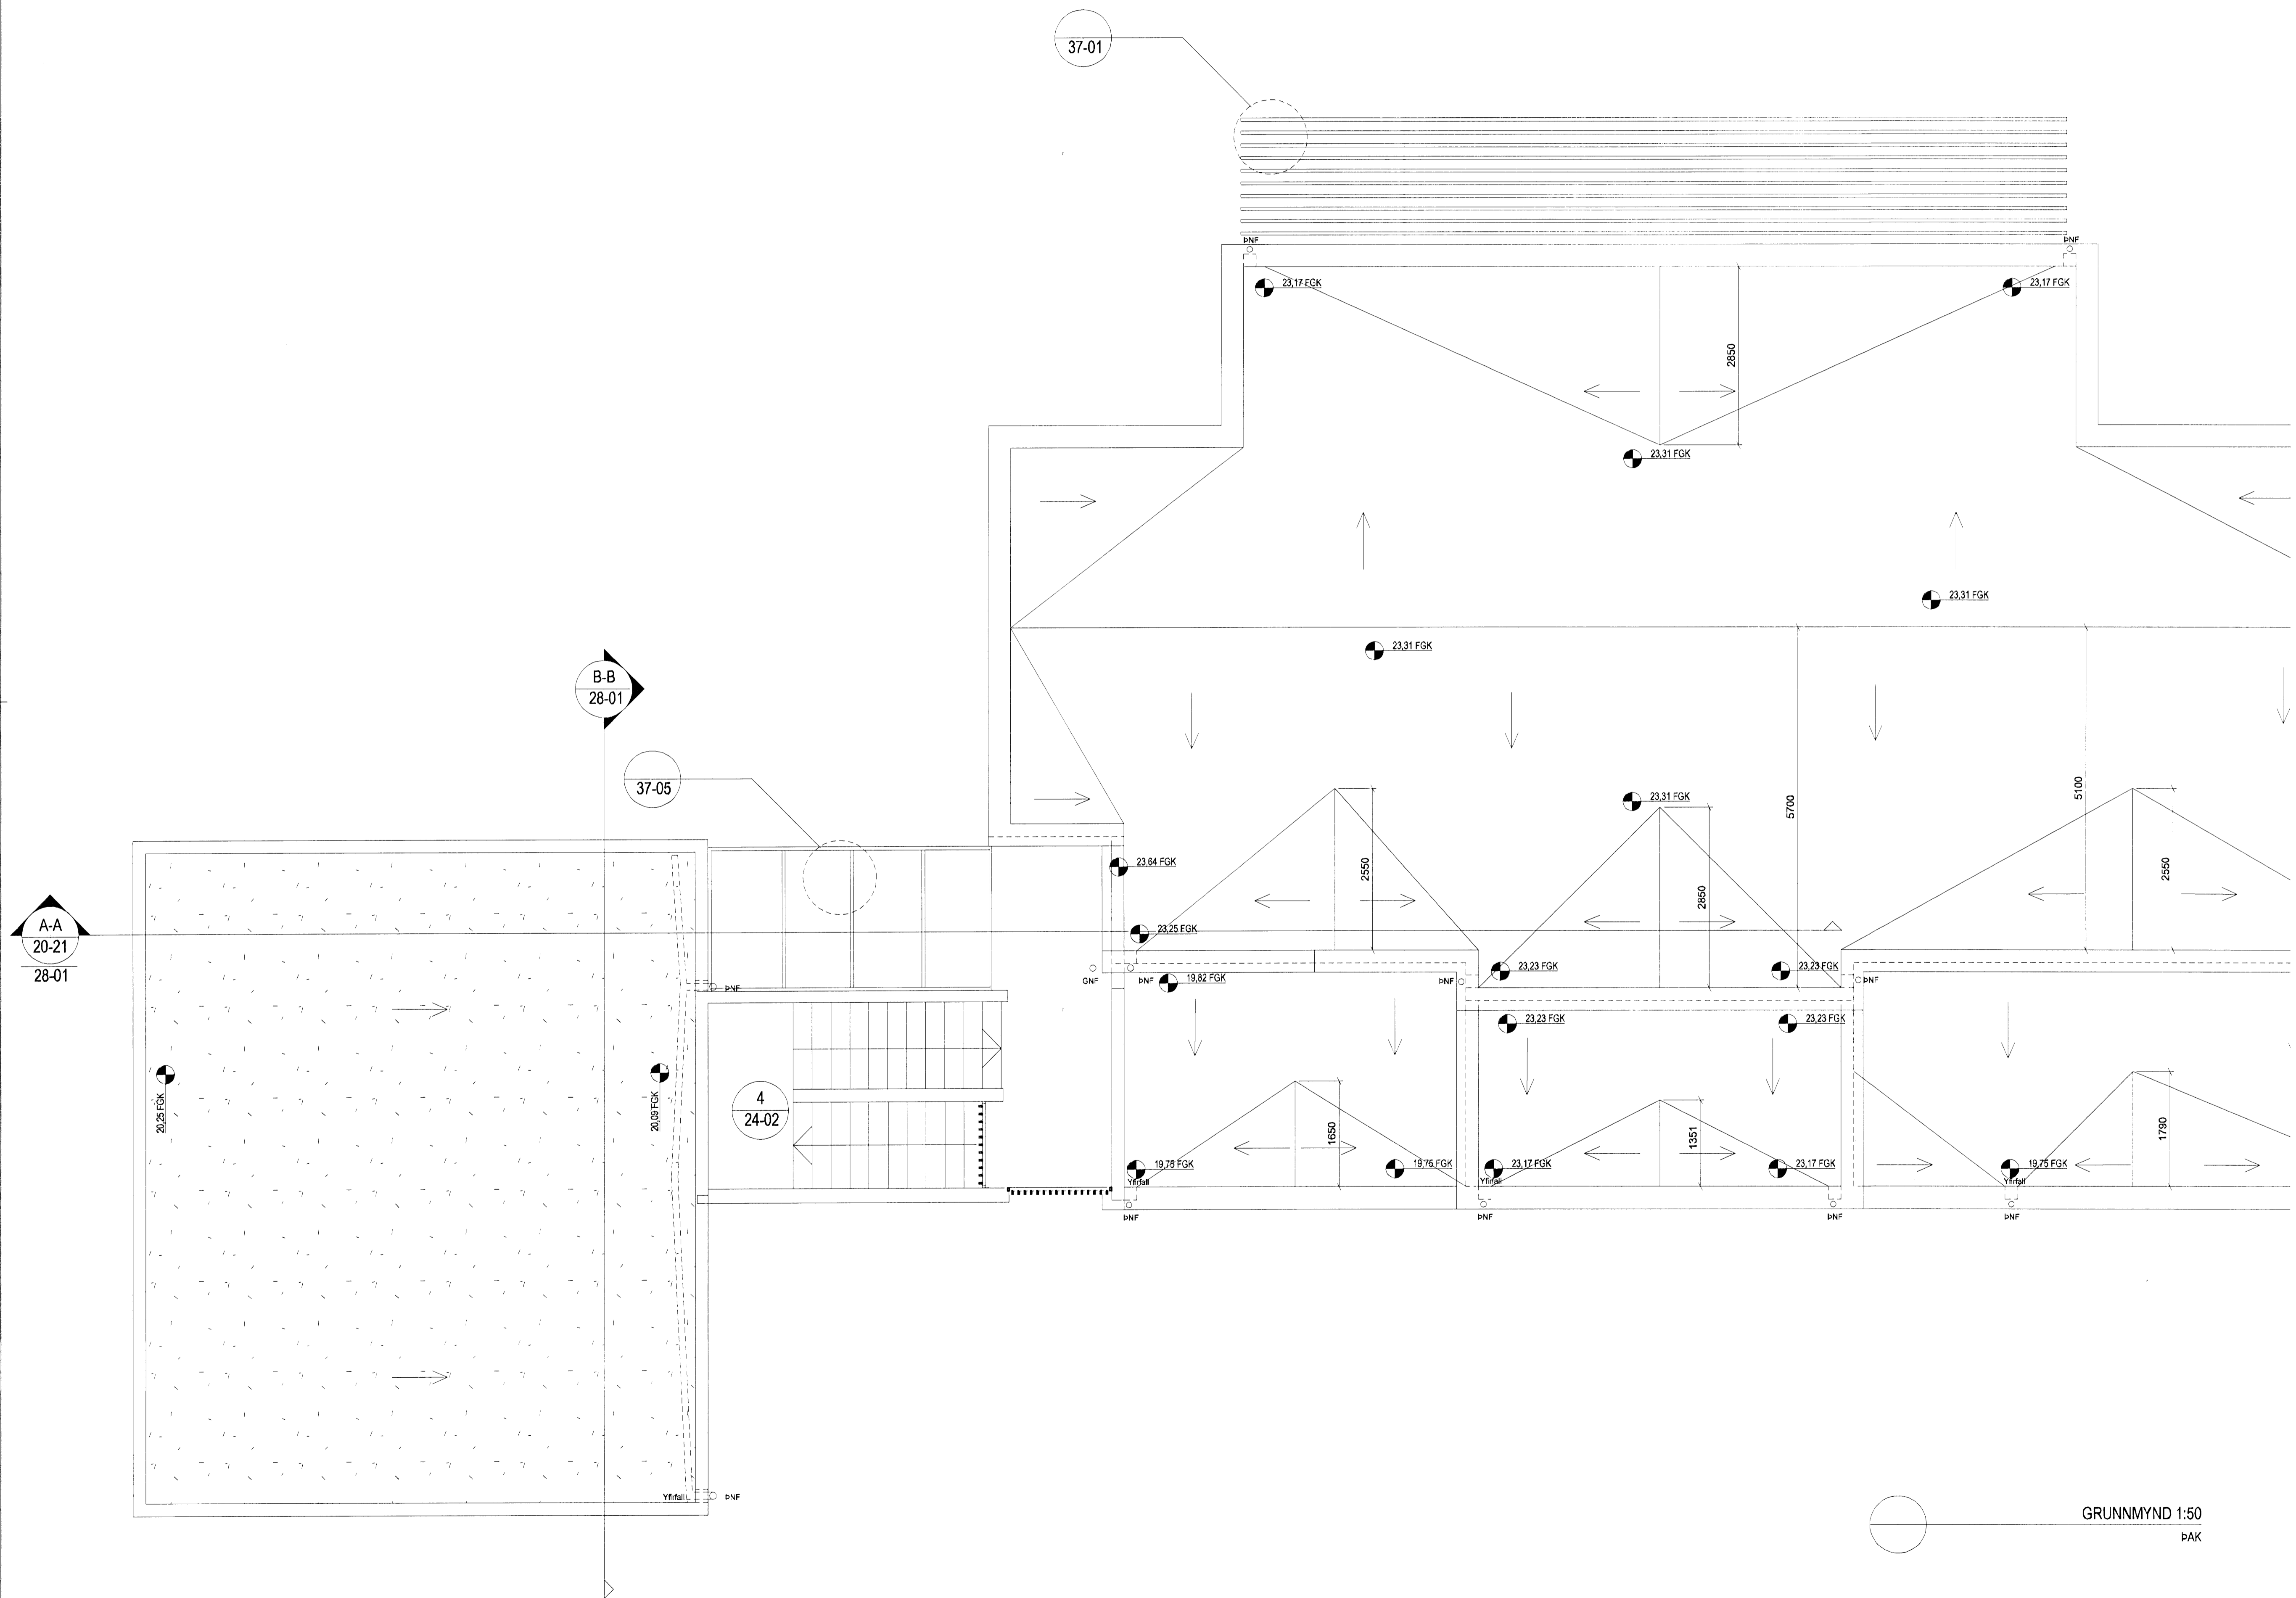 37-01
ÞNF
ÞNF
23,17 FGK
23,17 FGK
2850
23,31 FGK
23,31 FGK
23,31 FGK
B-B
28-01
37-05
23,31 FGK
5700
5100
2550
2850
2550
23,64 FGK
A-A
20-21
28-01
23,25 FGK
GNF
ÞNF
19,82 FGK
ÞNF
23,23 FGK
23,23 FGK
ÞNF
ÞNF
23,23 FGK
23,23 FGK
20,25 FGK
20,09 FGK
4
24-02
1650
1351
1790
19,75 FGK
19,75 FGK
23,17 FGK
23,17 FGK
19,75 FGK
Yfirfall
Yfirfall
Yfirfall
ÞNF
ÞNF
ÞNF
ÞNF
Yfirfall
ÞNF
GRUNNMYND 1:50
ÞAK